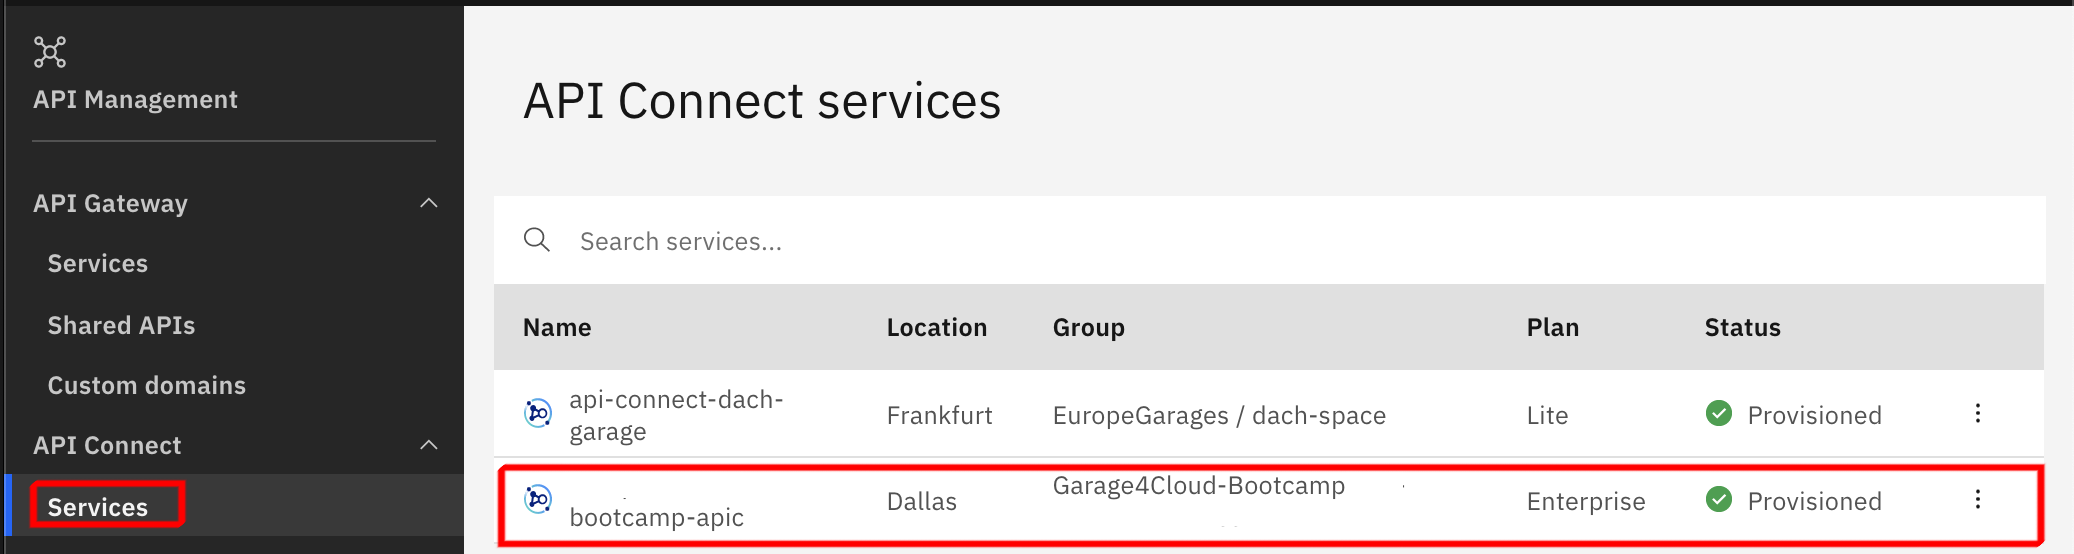 API Management
API Gateway
Services
Shared APIs
Custom domains
API Connect
Services
API Connect services
Search services...
Name Location Group Plan Status
api-connect-dach-
garage Frankfurt EuropeGarages / dach-space Lite Provisioned
bootcamp-apic Dallas Garage4Cloud-Bootcamp Enterprise Provisioned